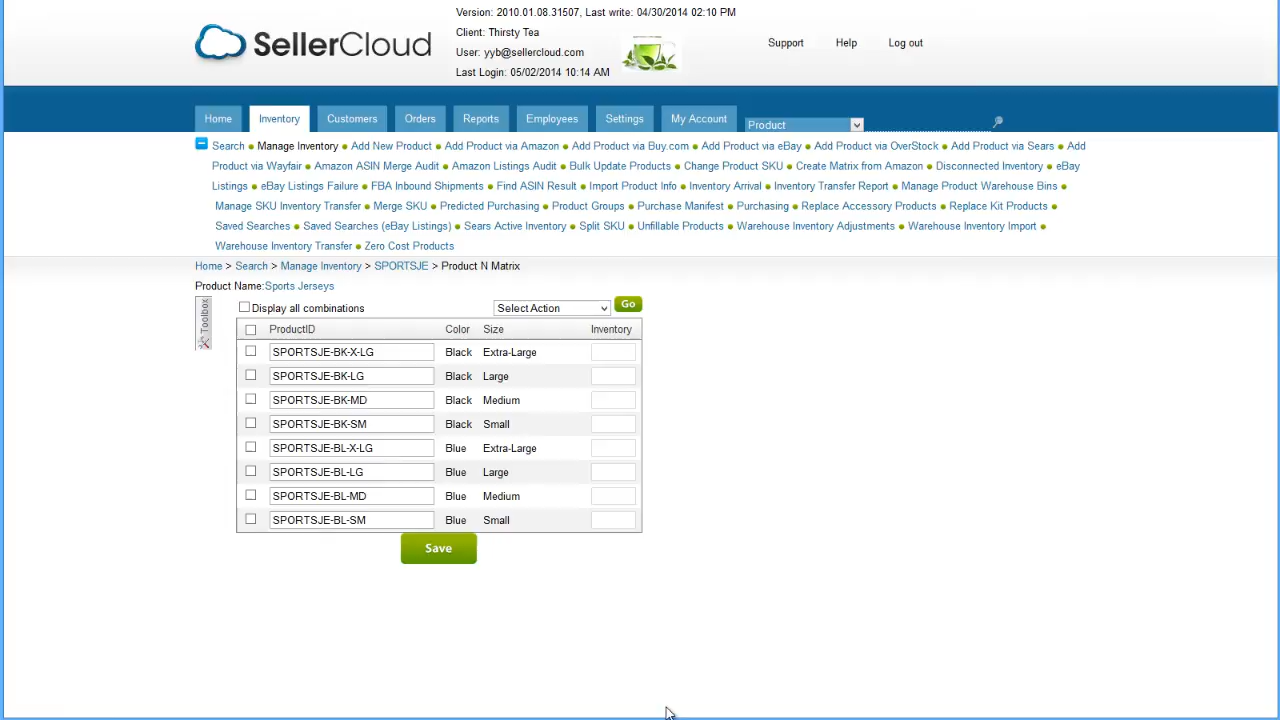 Version: 2010.01.08.31507, Last write: 04/30/2014 02:10 PM
SellerCloud
Client: Thirsty Tea
User: yyb@sellercloud.com
Last Login: 05/02/2014 10:14 AM
Support Help Log out
Home Inventory Customers Orders Reports Employees Settings My Account Product
Search Manage Inventory Add New Product Add Product via Amazon Add Product via Buy.com Add Product via eBay Add Product via OverStock Add Product via Sears Add
Product via Wayfair Amazon ASIN Merge Audit Amazon Listings Audit Bulk Update Products Change Product SKU Create Matrix from Amazon Disconnected Inventory eBay
Listings eBay Listings Failure FBA Inbound Shipments Find ASIN Result Import Product Info Inventory Arrival Inventory Transfer Report Manage Product Warehouse Bins
Manage SKU Inventory Transfer Merge SKU Predicted Purchasing Product Groups Purchase Manifest Purchasing Replace Accessory Products Replace Kit Products
Saved Searches Saved Searches (eBay Listings) Sears Active Inventory Split SKU Unfillable Products Warehouse Inventory Adjustments Warehouse Inventory Import
Warehouse Inventory Transfer Zero Cost Products
Home > Search > Manage Inventory > SPORTSJE > Product N Matrix
Product Name:Sports Jerseys
Toolbox
Display all combinations Select Action Go
ProductID Color Size Inventory
SPORTSJE-BK-X-LG Black Extra-Large
SPORTSJE-BK-LG Black Large
SPORTSJE-BK-MD Black Medium
SPORTSJE-BK-SM Black Small
SPORTSJE-BL-X-LG Blue Extra-Large
SPORTSJE-BL-LG Blue Large
SPORTSJE-BL-MD Blue Medium
SPORTSJE-BL-SM Blue Small
Save